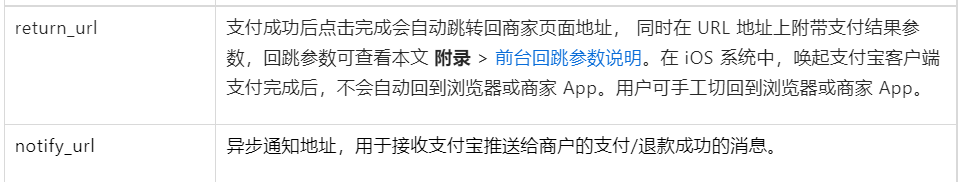 return_url
支付成功后点击完成会自动跳转回商家页面地址， 同时在 URL 地址上附带支付结果参
数，回跳参数可查看本文 附录 > 前台回跳参数说明。在 iOS 系统中，唤起支付宝客户端
支付完成后，不会自动回到浏览器或商家 App。用户可手工切回到浏览器或商家 App。
notify_url
异步通知地址，用于接收支付宝推送给商户的支付/退款成功的消息。